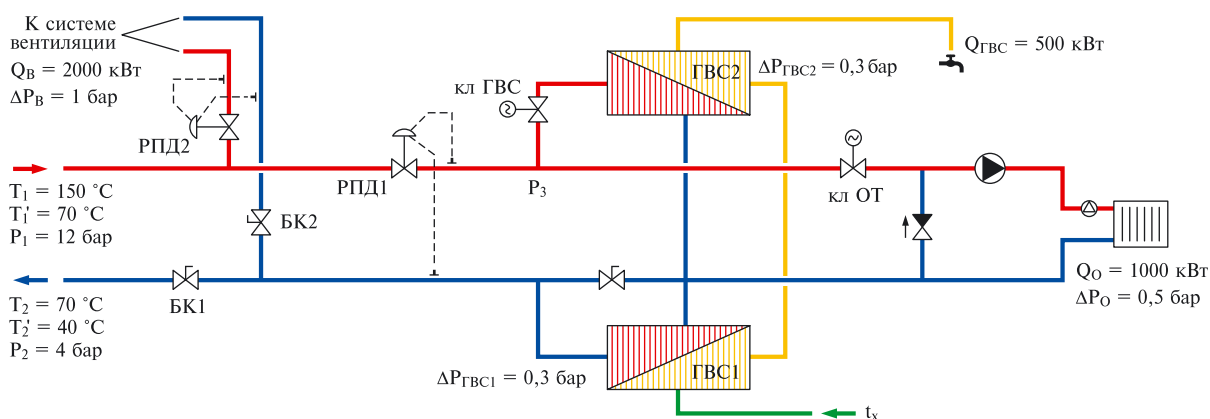 К системе
вентиляции
Q_В = 2000 кВт
ΔP_В = 1 бар
РПД2
кл ГВС
ГВС2
ΔP_ГВС2 = 0,3 бар
Q_ГВС = 500 кВт
T_1 = 150 °C
T_1' = 70 °C
P_1 = 12 бар
РПД1
P_3
кл ОТ
БК2
БК1
T_2 = 70 °C
T_2' = 40 °C
P_2 = 4 бар
Q_О = 1000 кВт
ΔP_О = 0,5 бар
ΔP_ГВС1 = 0,3 бар
ГВС1
t_x